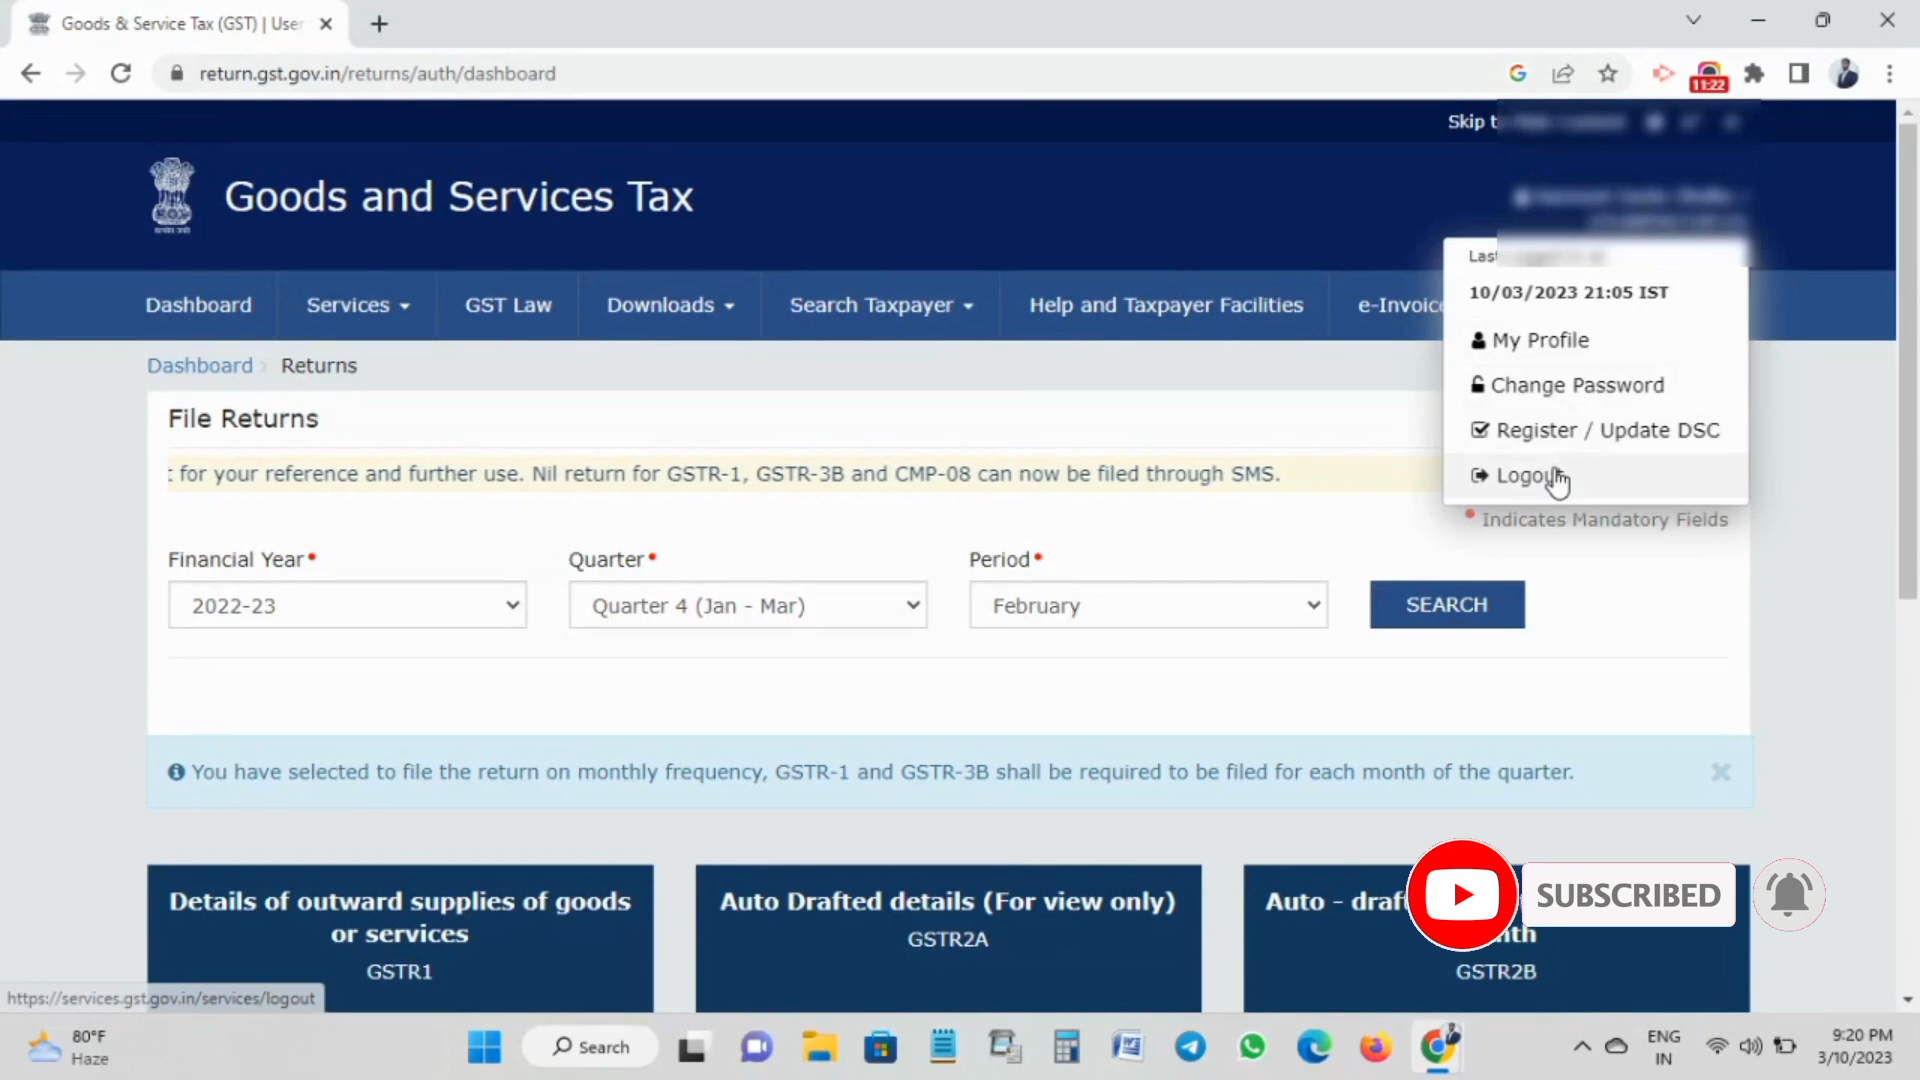 Goods & Service Tax (GST) | User
return.gst.gov.in/returns/auth/dashboard
11:22
Skip t
Goods and Services Tax
Last
10/03/2023 21:05 IST
My Profile
Change Password
Register / Update DSC
Logout
Dashboard
Services
GST Law
Downloads
Search Taxpayer
Help and Taxpayer Facilities
e-Invoice
Dashboard
Returns
File Returns
t for your reference and further use. Nil return for GSTR-1, GSTR-3B and CMP-08 can now be filed through SMS.
• Indicates Mandatory Fields
Financial Year•
Quarter•
Period•
2022-23
Quarter 4 (Jan - Mar)
February
SEARCH
You have selected to file the return on monthly frequency, GSTR-1 and GSTR-3B shall be required to be filed for each month of the quarter.
Details of outward supplies of goods
or services
GSTR1
Auto Drafted details (For view only)
GSTR2A
Auto - draf
nth
GSTR2B
SUBSCRIBED
https://services.gst.gov.in/services/logout
80°F
Haze
Search
ENG
IN
9:20 PM
3/10/2023